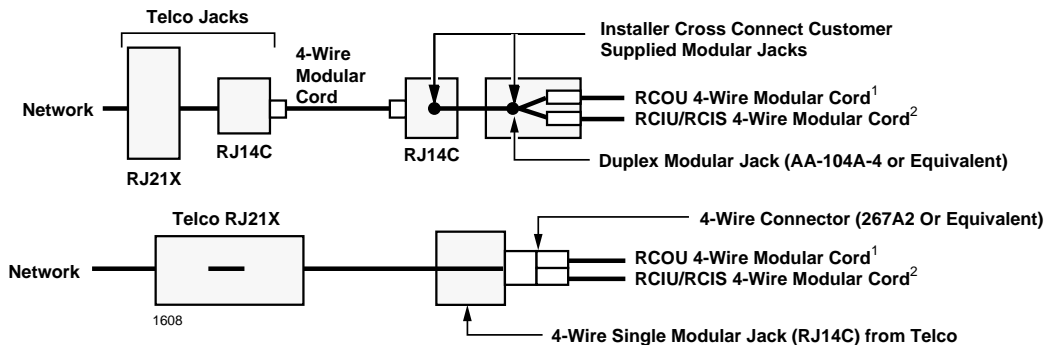 Telco Jacks
4-Wire
Modular
Cord
Installer Cross Connect Customer
Supplied Modular Jacks
Network
RCOU 4-Wire Modular Cord1
RCIU/RCIS 4-Wire Modular Cord2
RJ14C
RJ14C
RJ21X
Duplex Modular Jack (AA-104A-4 or Equivalent)
Telco RJ21X
4-Wire Connector (267A2 Or Equivalent)
Network
RCOU 4-Wire Modular Cord1
RCIU/RCIS 4-Wire Modular Cord2
1608
4-Wire Single Modular Jack (RJ14C) from Telco